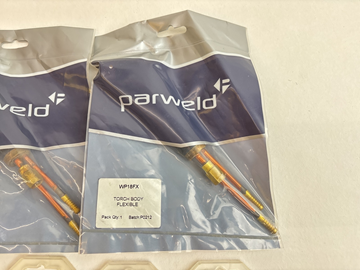 parweld
parweld
WP18FX
TORCH BODY
FLEXIBLE
Pack Qty:1 Batch:P0212